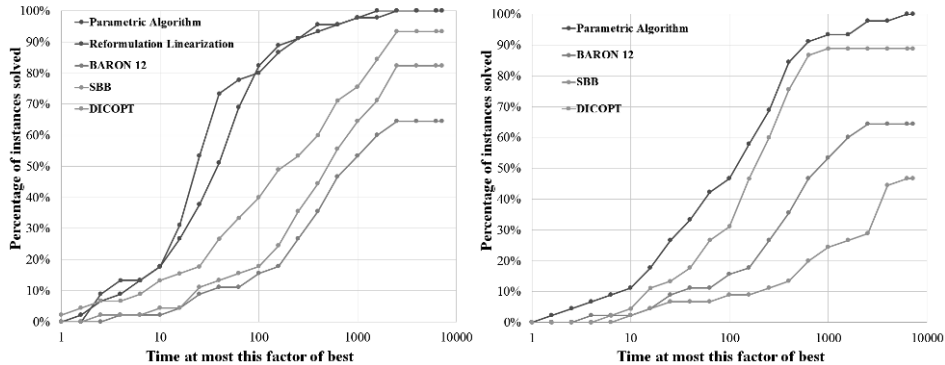 Percentage of instances solved
100%
90%
80%
70%
60%
50%
40%
30%
20%
10%
0%
Parametric Algorithm
Reformulation Linearization
BARON 12
SBB
DICOPT
1 10 100 1000 10000
Time at most this factor of best
Percentage of instances solved
100%
90%
80%
70%
60%
50%
40%
30%
20%
10%
0%
Parametric Algorithm
BARON 12
SBB
DICOPT
1 10 100 1000 10000
Time at most this factor of best